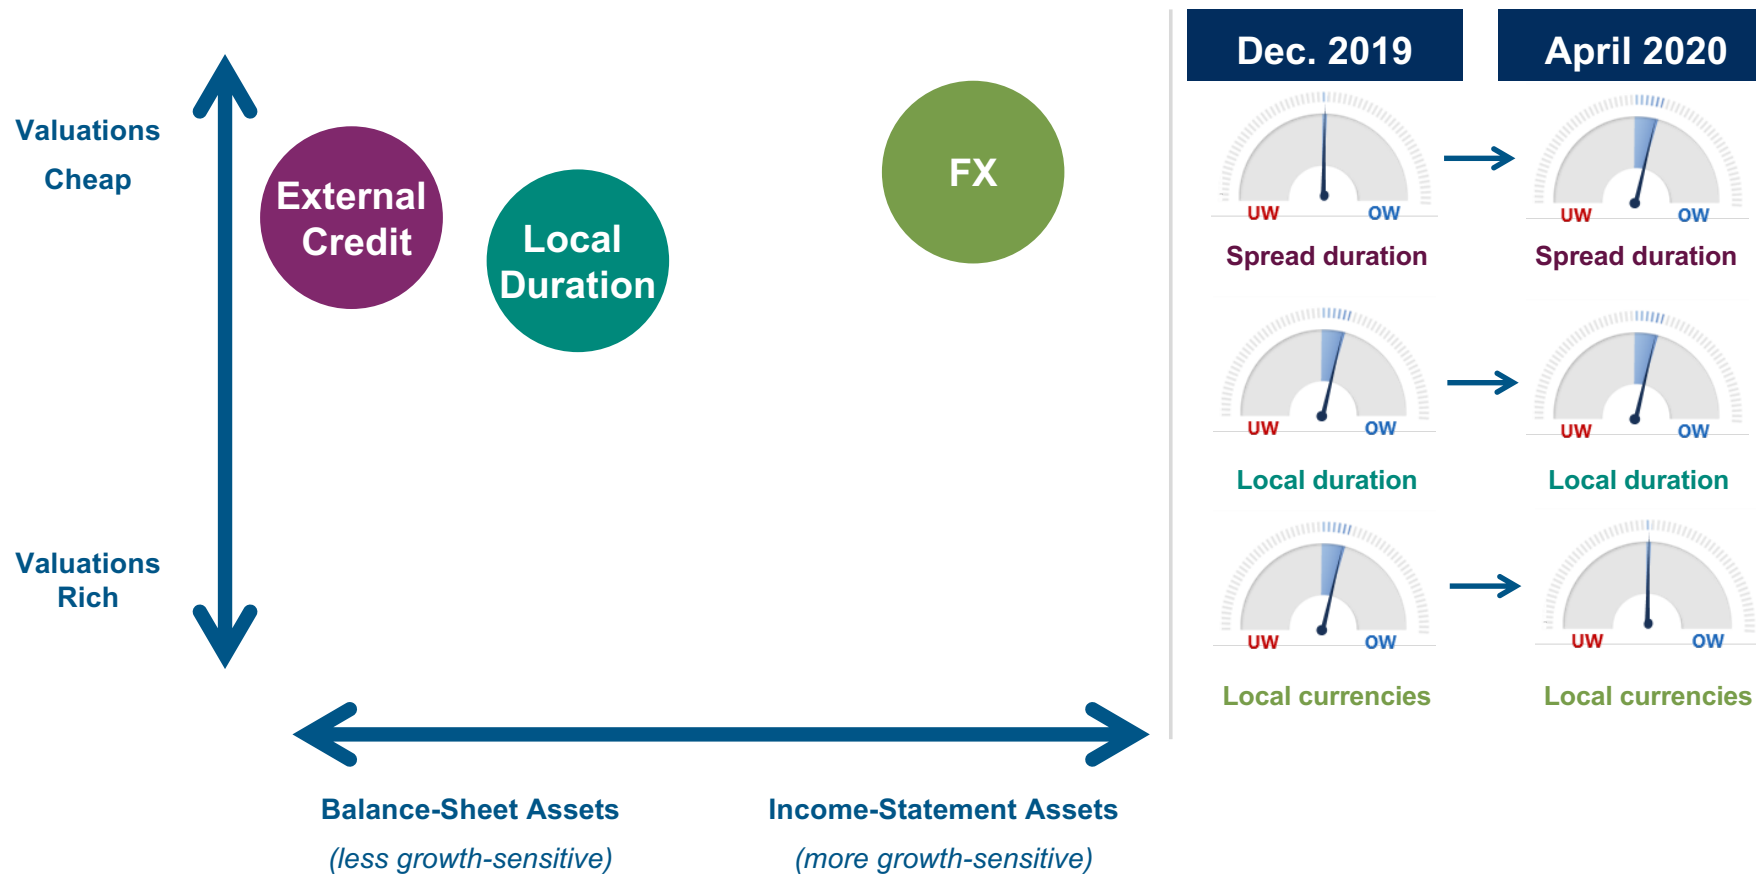 Valuations
Cheap
Valuations
Rich
External
Credit
Local
Duration
FX
Balance-Sheet Assets
(less growth-sensitive)
Income-Statement Assets
(more growth-sensitive)
Dec. 2019
April 2020
UW OW
UW OW
Spread duration
Spread duration
UW OW
UW OW
Local duration
Local duration
UW OW
UW OW
Local currencies
Local currencies